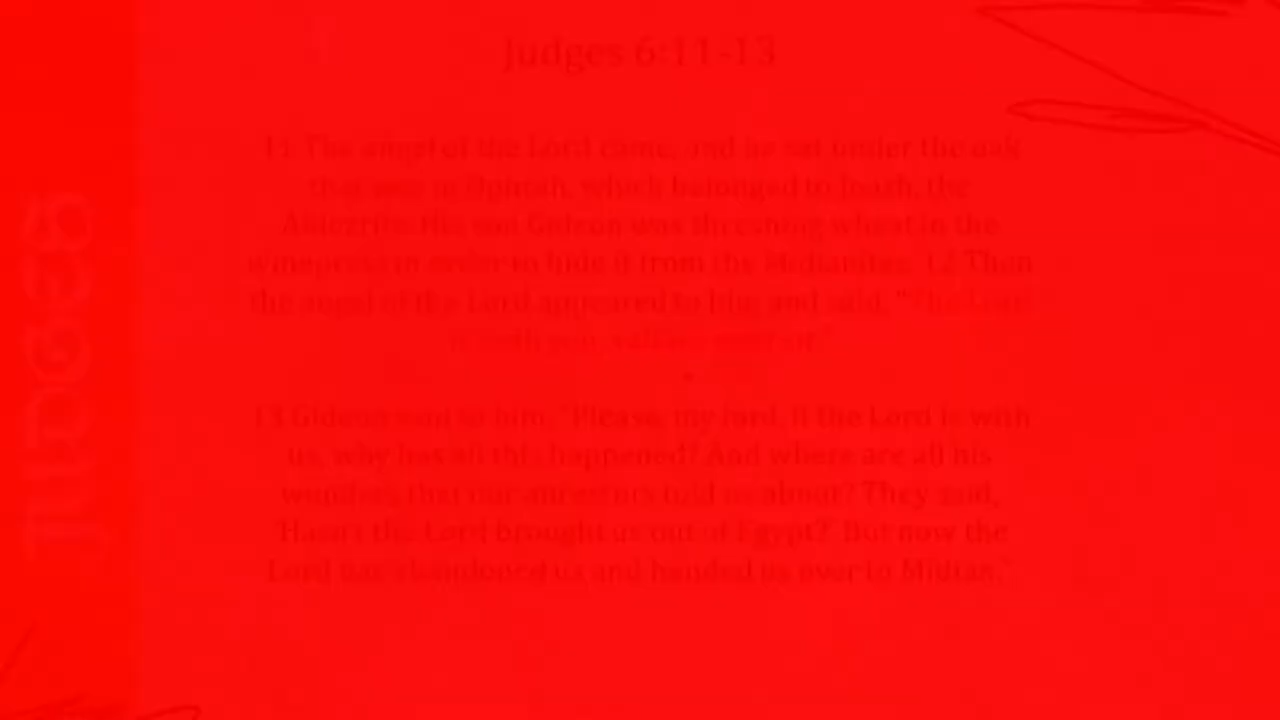 Judges 6:11-13
11 The angel of the Lord came, and he sat under the oak
that was in Ophrah, which belonged to Joash, the
Abiezrite. His son Gideon was threshing wheat in the
winepress in order to hide it from the Midianites. 12 Then
the angel of the Lord appeared to him and said, "The Lord
is with you, valiant warrior."
13 Gideon said to him, "Please, my lord, if the Lord is with
us, why has all this happened? And where are all his
wonders that our ancestors told us about? They said,
'Hasn't the Lord brought us out of Egypt?' But now the
Lord has abandoned us and handed us over to Midian."
JUDGES